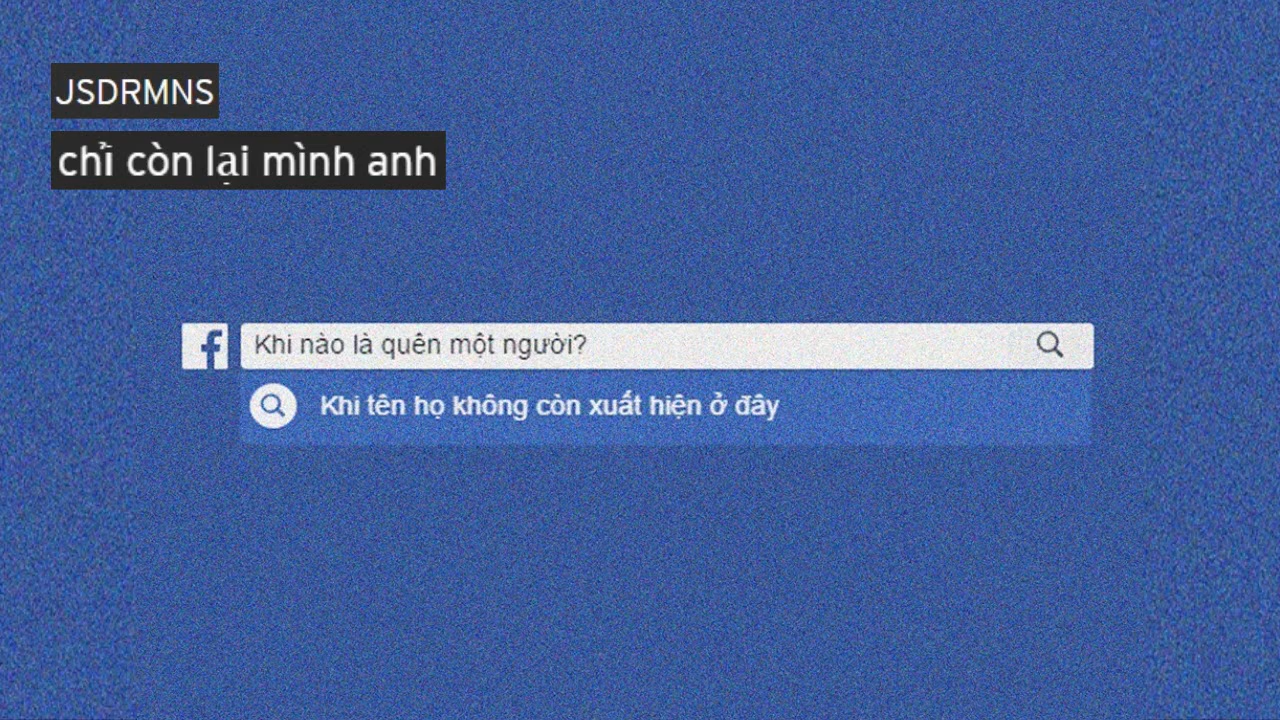 JSDRMNS
chỉ còn lại mình anh
Khi nào là quên một người?
Khi tên họ không còn xuất hiện ở đây